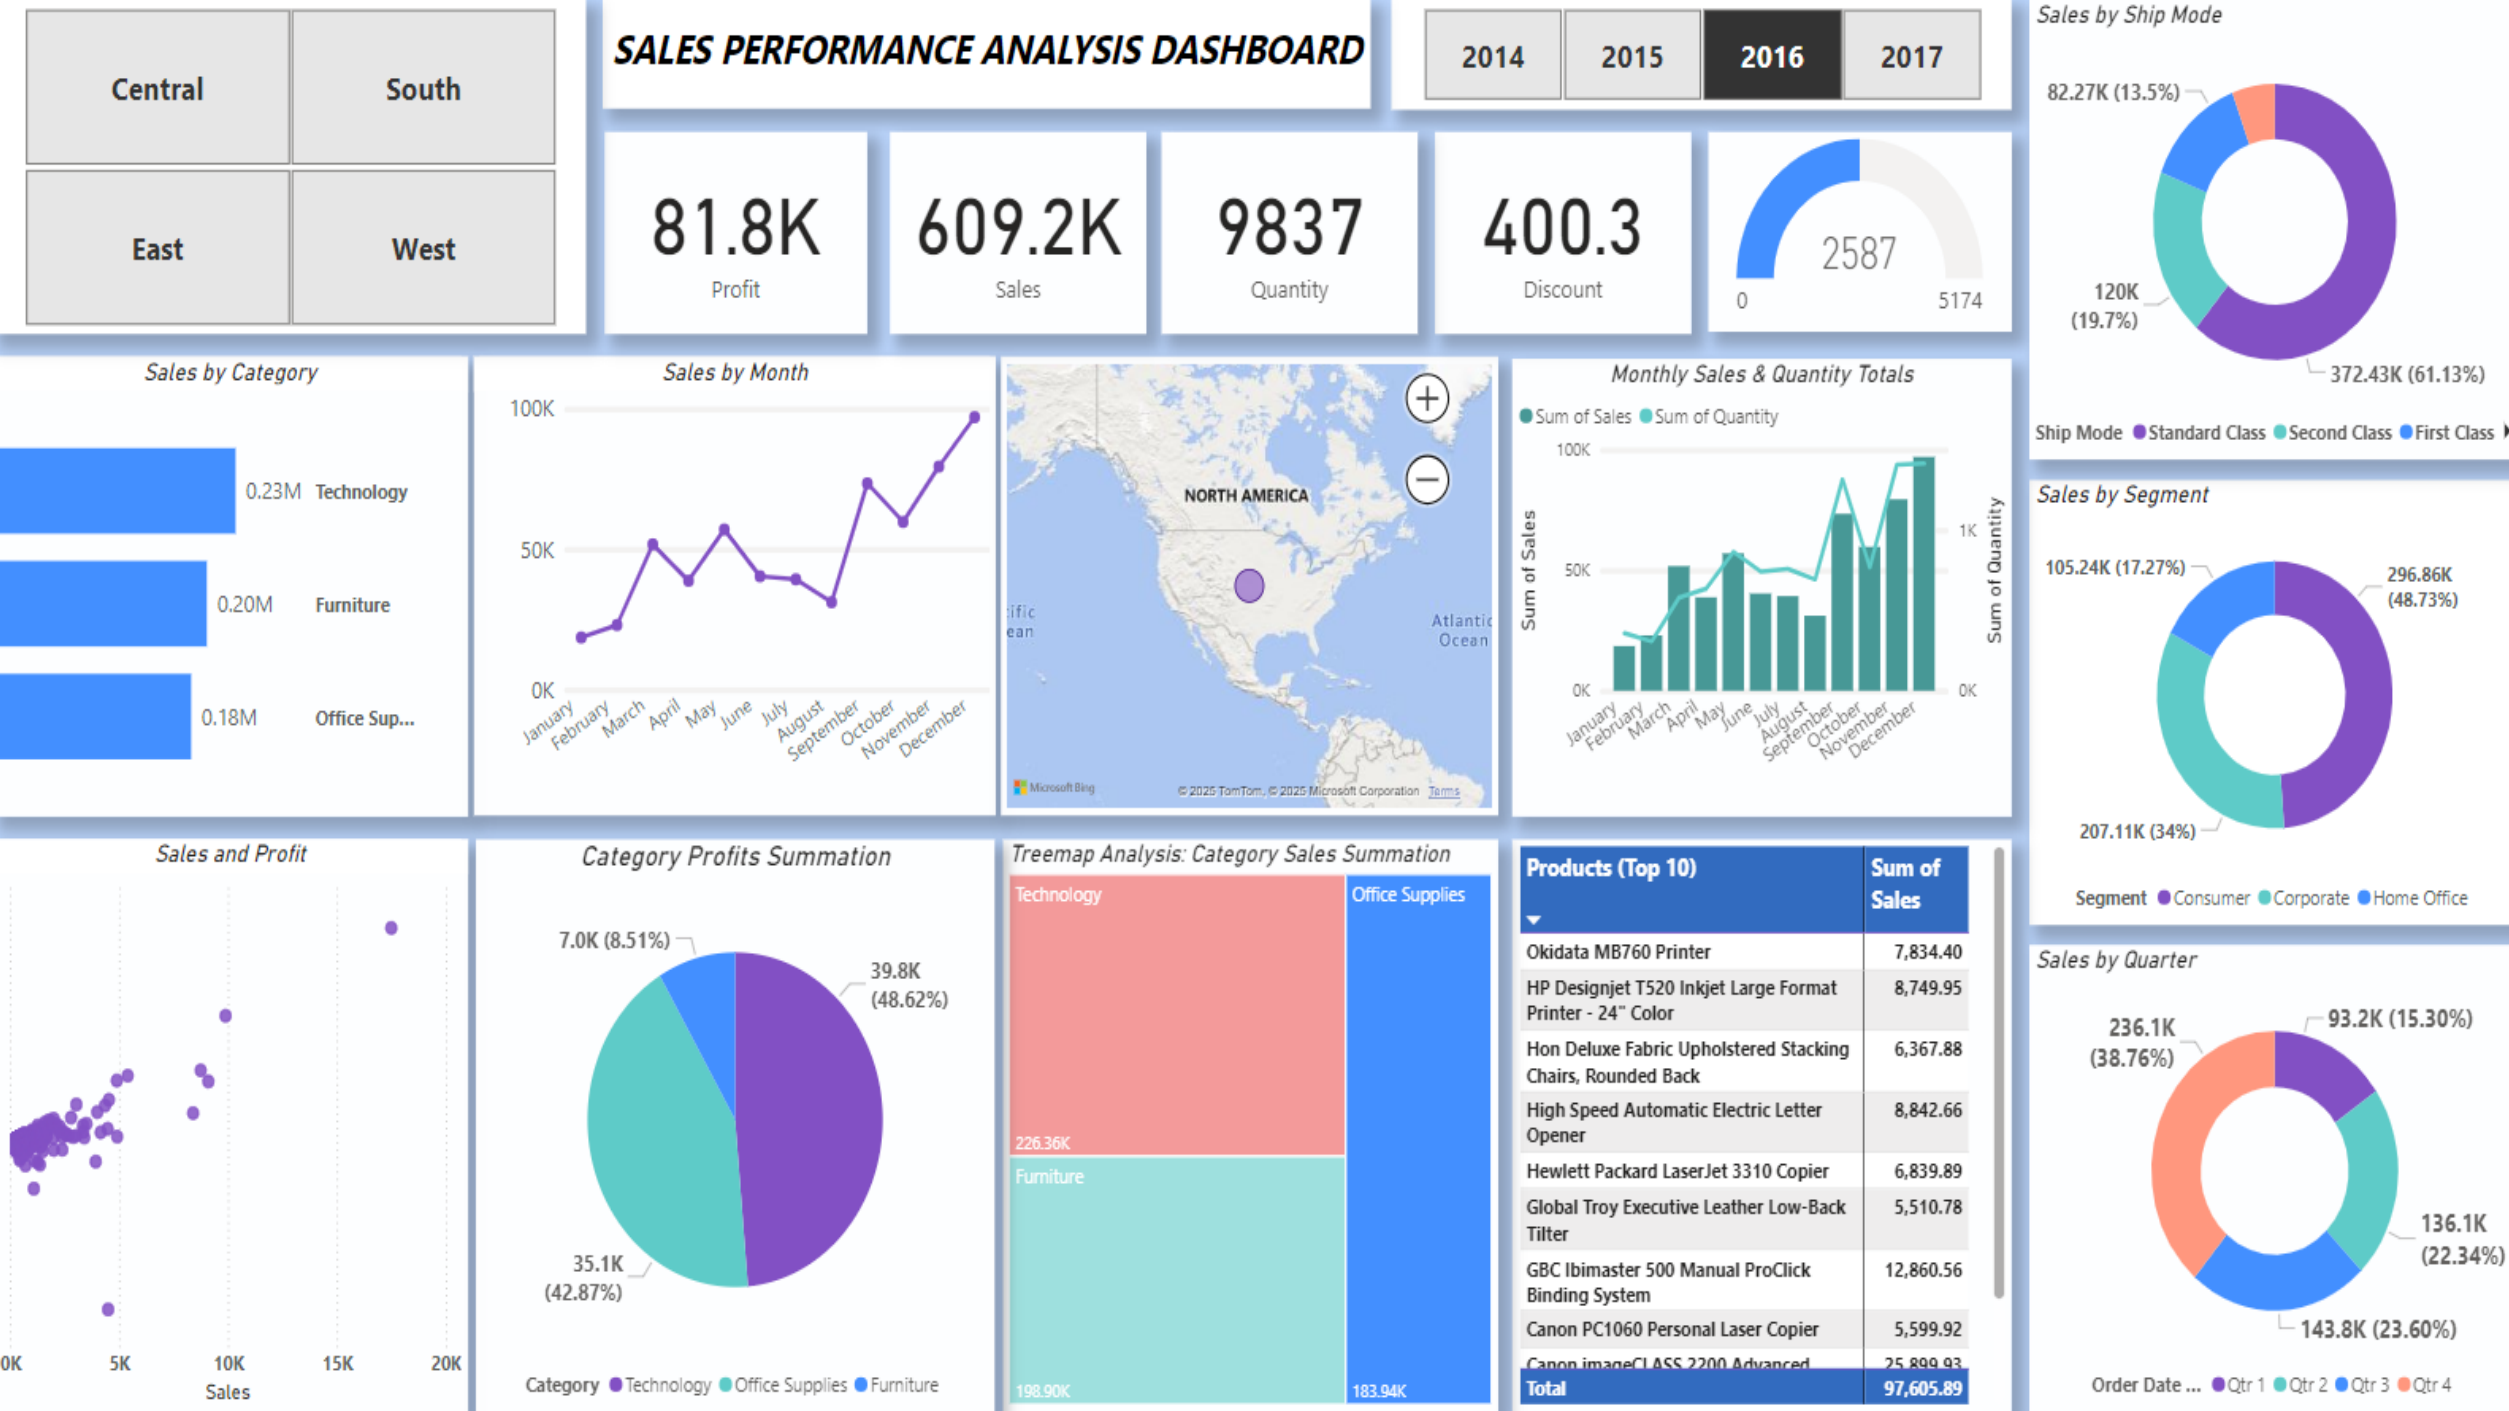 Central
South
East
West
SALES PERFORMANCE ANALYSIS DASHBOARD
2014
2015
2016
2017
81.8K
Profit
609.2K
Sales
9837
Quantity
400.3
Discount
2587
0
5174
Sales by Ship Mode
82.27K (13.5%)
120K
(19.7%)
372.43K (61.13%)
Ship Mode Standard Class Second Class First Class
Sales by Category
0.23M Technology
0.20M Furniture
0.18M Office Sup...
Sales by Month
100K
50K
0K
January
February
March
April
May
June
July
August
September
October
November
December
NORTH AMERICA
ific
ean
Atlantic
Ocean
Microsoft Bing
© 2025 TomTom, © 2025 Microsoft Corporation Terms
Monthly Sales & Quantity Totals
Sum of Sales Sum of Quantity
100K
50K
0K
Sum of Sales
1K
0K
Sum of Quantity
January
February
March
April
May
June
July
August
September
October
November
December
Sales by Segment
105.24K (17.27%)
296.86K
(48.73%)
207.11K (34%)
Segment Consumer Corporate Home Office
Sales and Profit
0K
5K
10K
15K
20K
Sales
Category Profits Summation
7.0K (8.51%)
39.8K
(48.62%)
35.1K
(42.87%)
Category Technology Office Supplies Furniture
Treemap Analysis: Category Sales Summation
Technology
226.36K
Furniture
198.90K
Office Supplies
183.94K
Products (Top 10)
Sum of
Sales
Okidata MB760 Printer 7,834.40
HP Designjet T520 Inkjet Large Format 8,749.95
Printer - 24" Color
Hon Deluxe Fabric Upholstered Stacking 6,367.88
Chairs, Rounded Back
High Speed Automatic Electric Letter 8,842.66
Opener
Hewlett Packard LaserJet 3310 Copier 6,839.89
Global Troy Executive Leather Low-Back 5,510.78
Tilter
GBC Ibimaster 500 Manual ProClick 12,860.56
Binding System
Canon PC1060 Personal Laser Copier 5,599.92
Canon imageCLASS 2200 Advanced 25,899.93
Total 97,605.89
Sales by Quarter
236.1K
(38.76%)
93.2K (15.30%)
136.1K
(22.34%)
143.8K (23.60%)
Order Date ... Qtr 1 Qtr 2 Qtr 3 Qtr 4